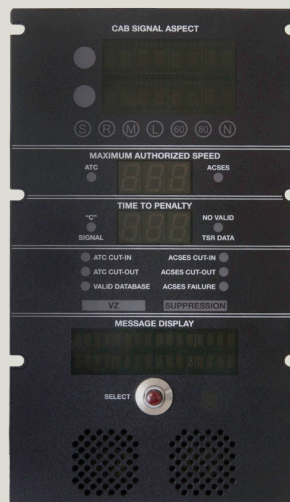 CAB SIGNAL ASPECT
S R M L 60 80 N
MAXIMUM AUTHORIZED SPEED
ATC ACSES
TIME TO PENALTY
"C" NO VALID
SIGNAL TSR DATA
ATC CUT-IN ACSES CUT-IN
ATC CUT-OUT ACSES CUT-OUT
VALID DATABASE ACSES FAILURE
VZ SUPPRESSION
MESSAGE DISPLAY
SELECT